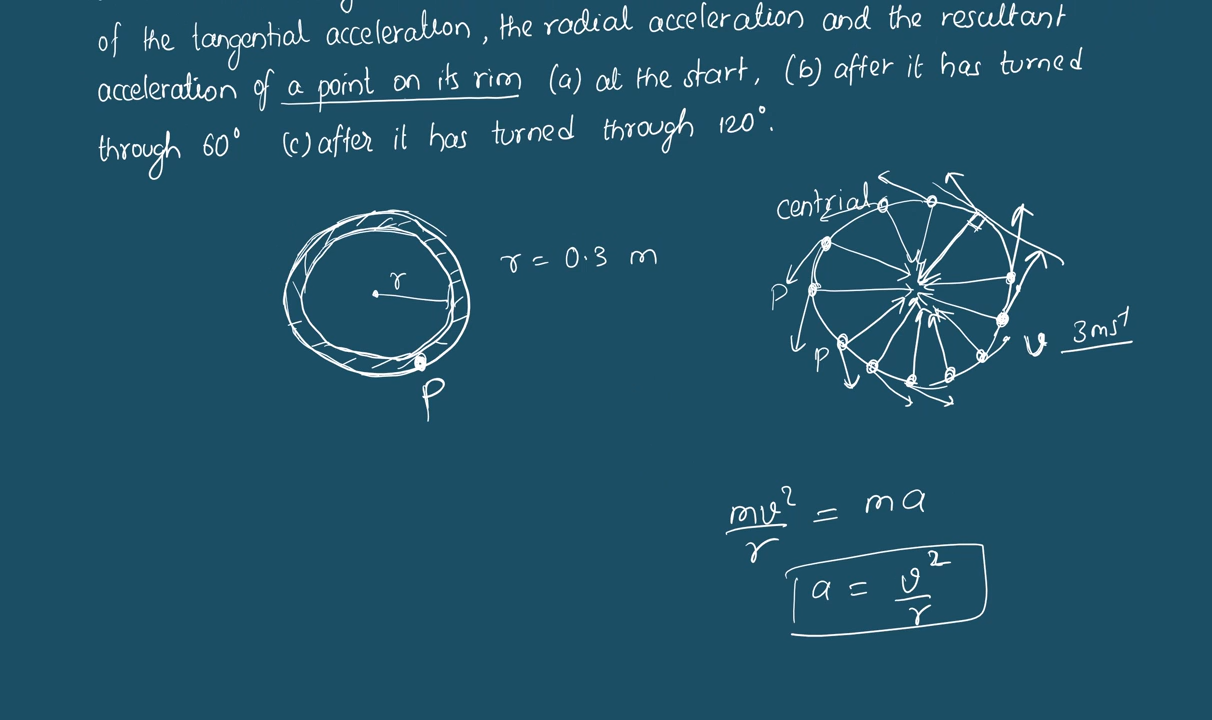 of the tangential acceleration, the radial acceleration and the resultant
acceleration of a point on its rim (a) at the start, (b) after it has turned
through 60° (c) after it has turned through 120°.
centrial
r
r = 0.3 m
P
P
P
v 3ms⁻¹
mv²/r = ma
a = v²/r